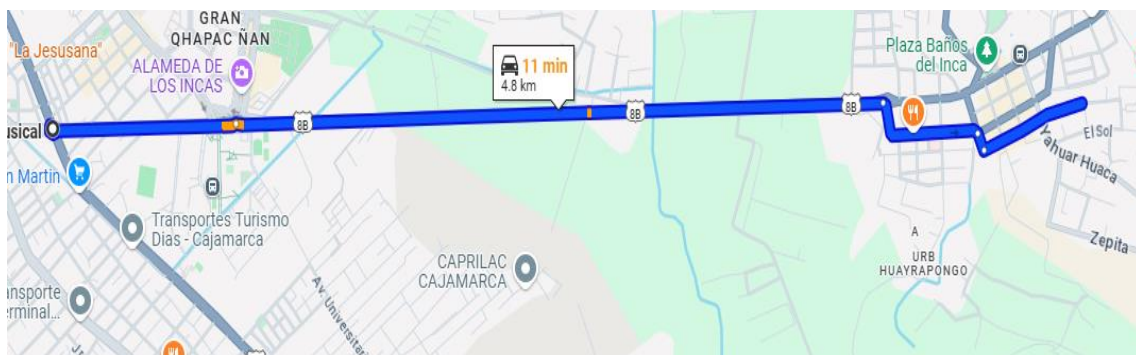 GRAN
QHAPAC ÑAN
"La Jesusana"
ALAMEDA DE
LOS INCAS
11 min
4.8 km
Plaza Baños
del Inca
8B
8B
8B
usical
n Martin
El Sol
Yahuar Huaca
Transportes Turismo
Dias - Cajamarca
Zepita
A
URB
HUAYRAPONGO
CAPRILAC
CAJAMARCA
ansporte
erminal...
Av. Universitari